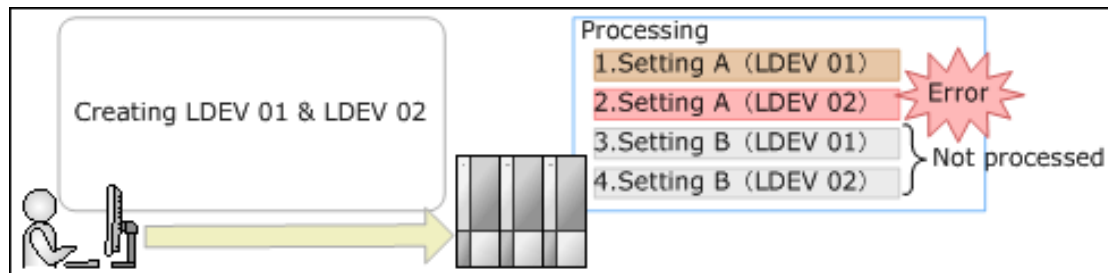 Creating LDEV 01 & LDEV 02
Processing
1.Setting A (LDEV 01)
2.Setting A (LDEV 02)
3.Setting B (LDEV 01)
4.Setting B (LDEV 02)
Error
Not processed